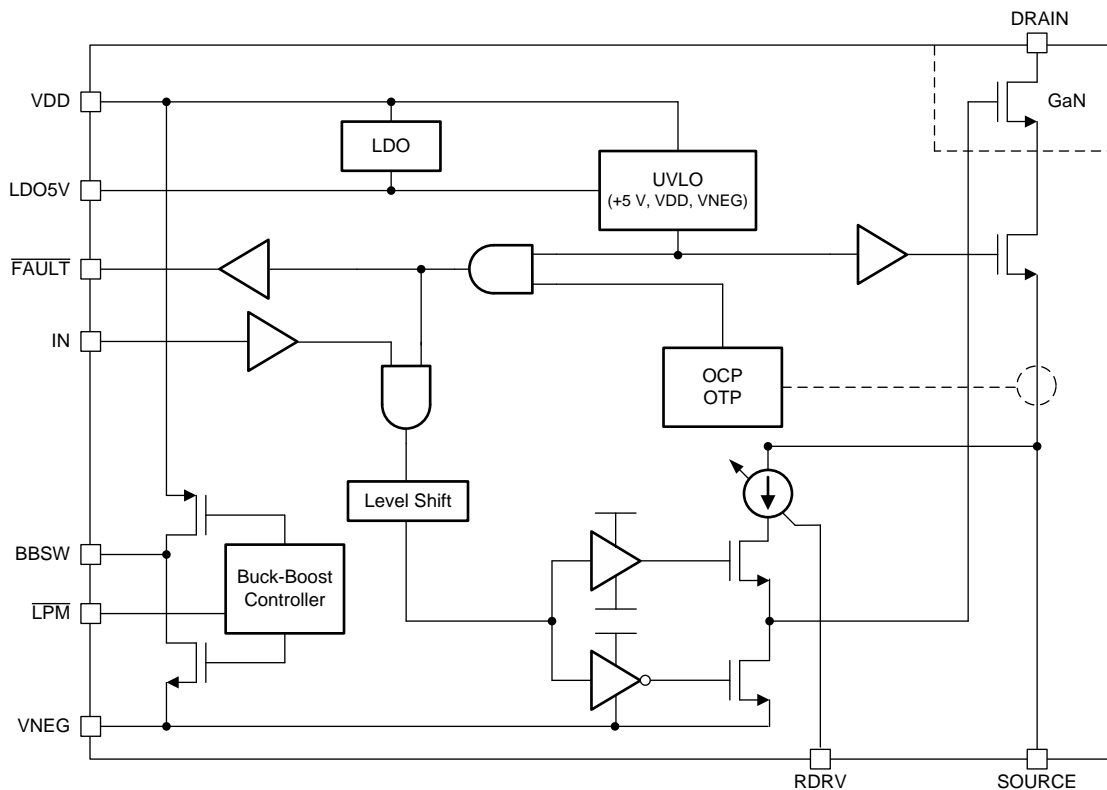 DRAIN
VDD
GaN
LDO
LDO5V
UVLO
(+5 V, VDD, VNEG)
FAULT
IN
OCP
OTP
Level Shift
BBSW
Buck-Boost
Controller
LPM
VNEG
RDRV
SOURCE